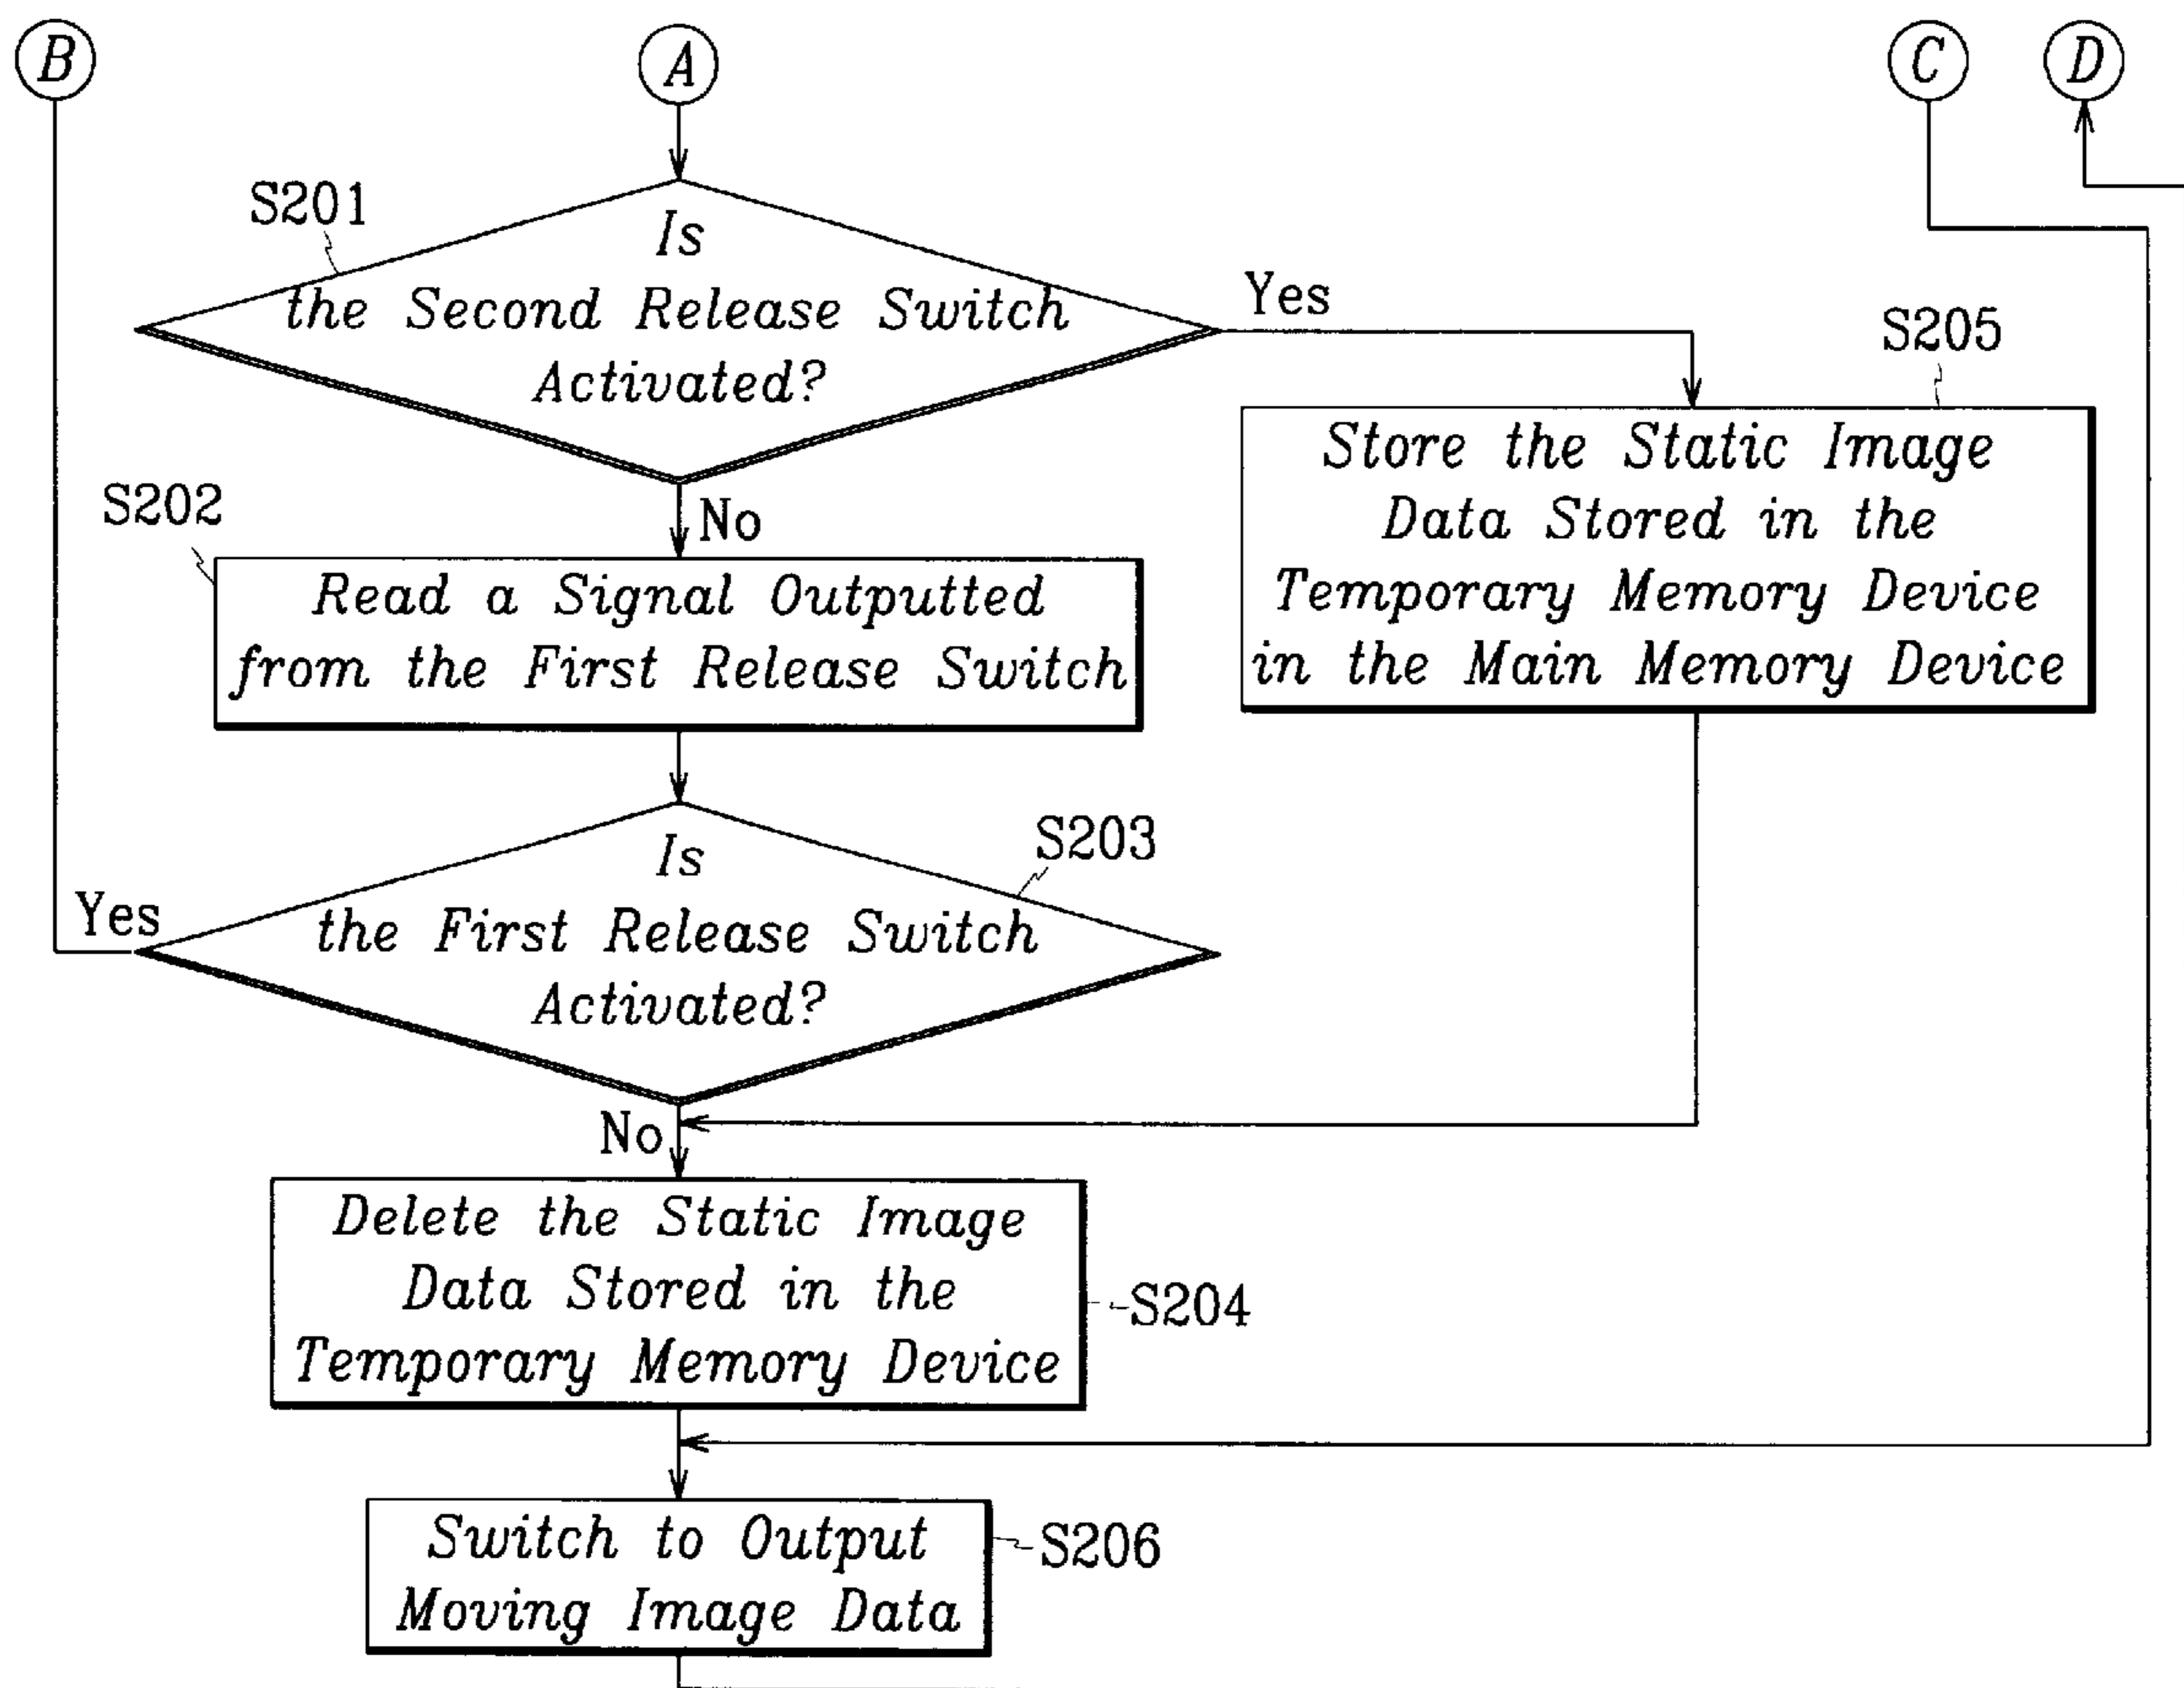 B
A
C
D
S201
Is
the Second Release Switch
Activated?
Yes
S205
Store the Static Image
Data Stored in the
Temporary Memory Device
in the Main Memory Device
No
S202
Read a Signal Outputted
from the First Release Switch
S203
Is
the First Release Switch
Activated?
Yes
No
Delete the Static Image
Data Stored in the
Temporary Memory Device
S204
Switch to Output
Moving Image Data
S206